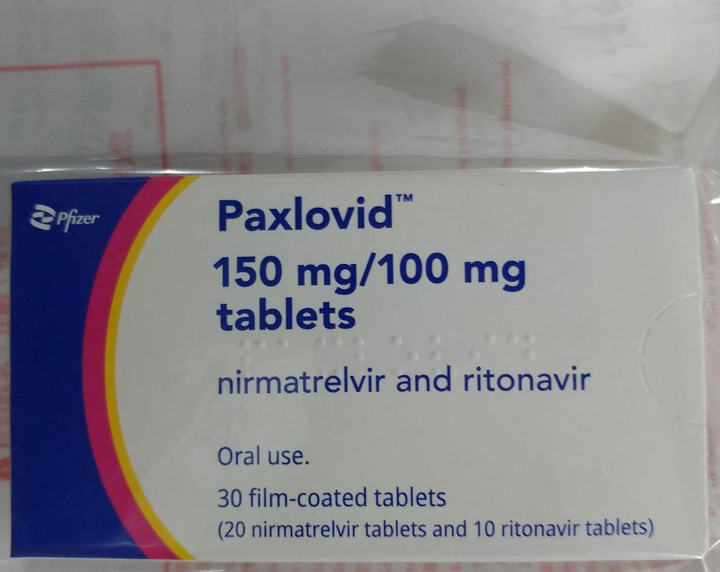 Pfizer
Paxlovid™
150 mg/100 mg
tablets
nirmatrelvir and ritonavir
Oral use.
30 film-coated tablets
(20 nirmatrelvir tablets and 10 ritonavir tablets)